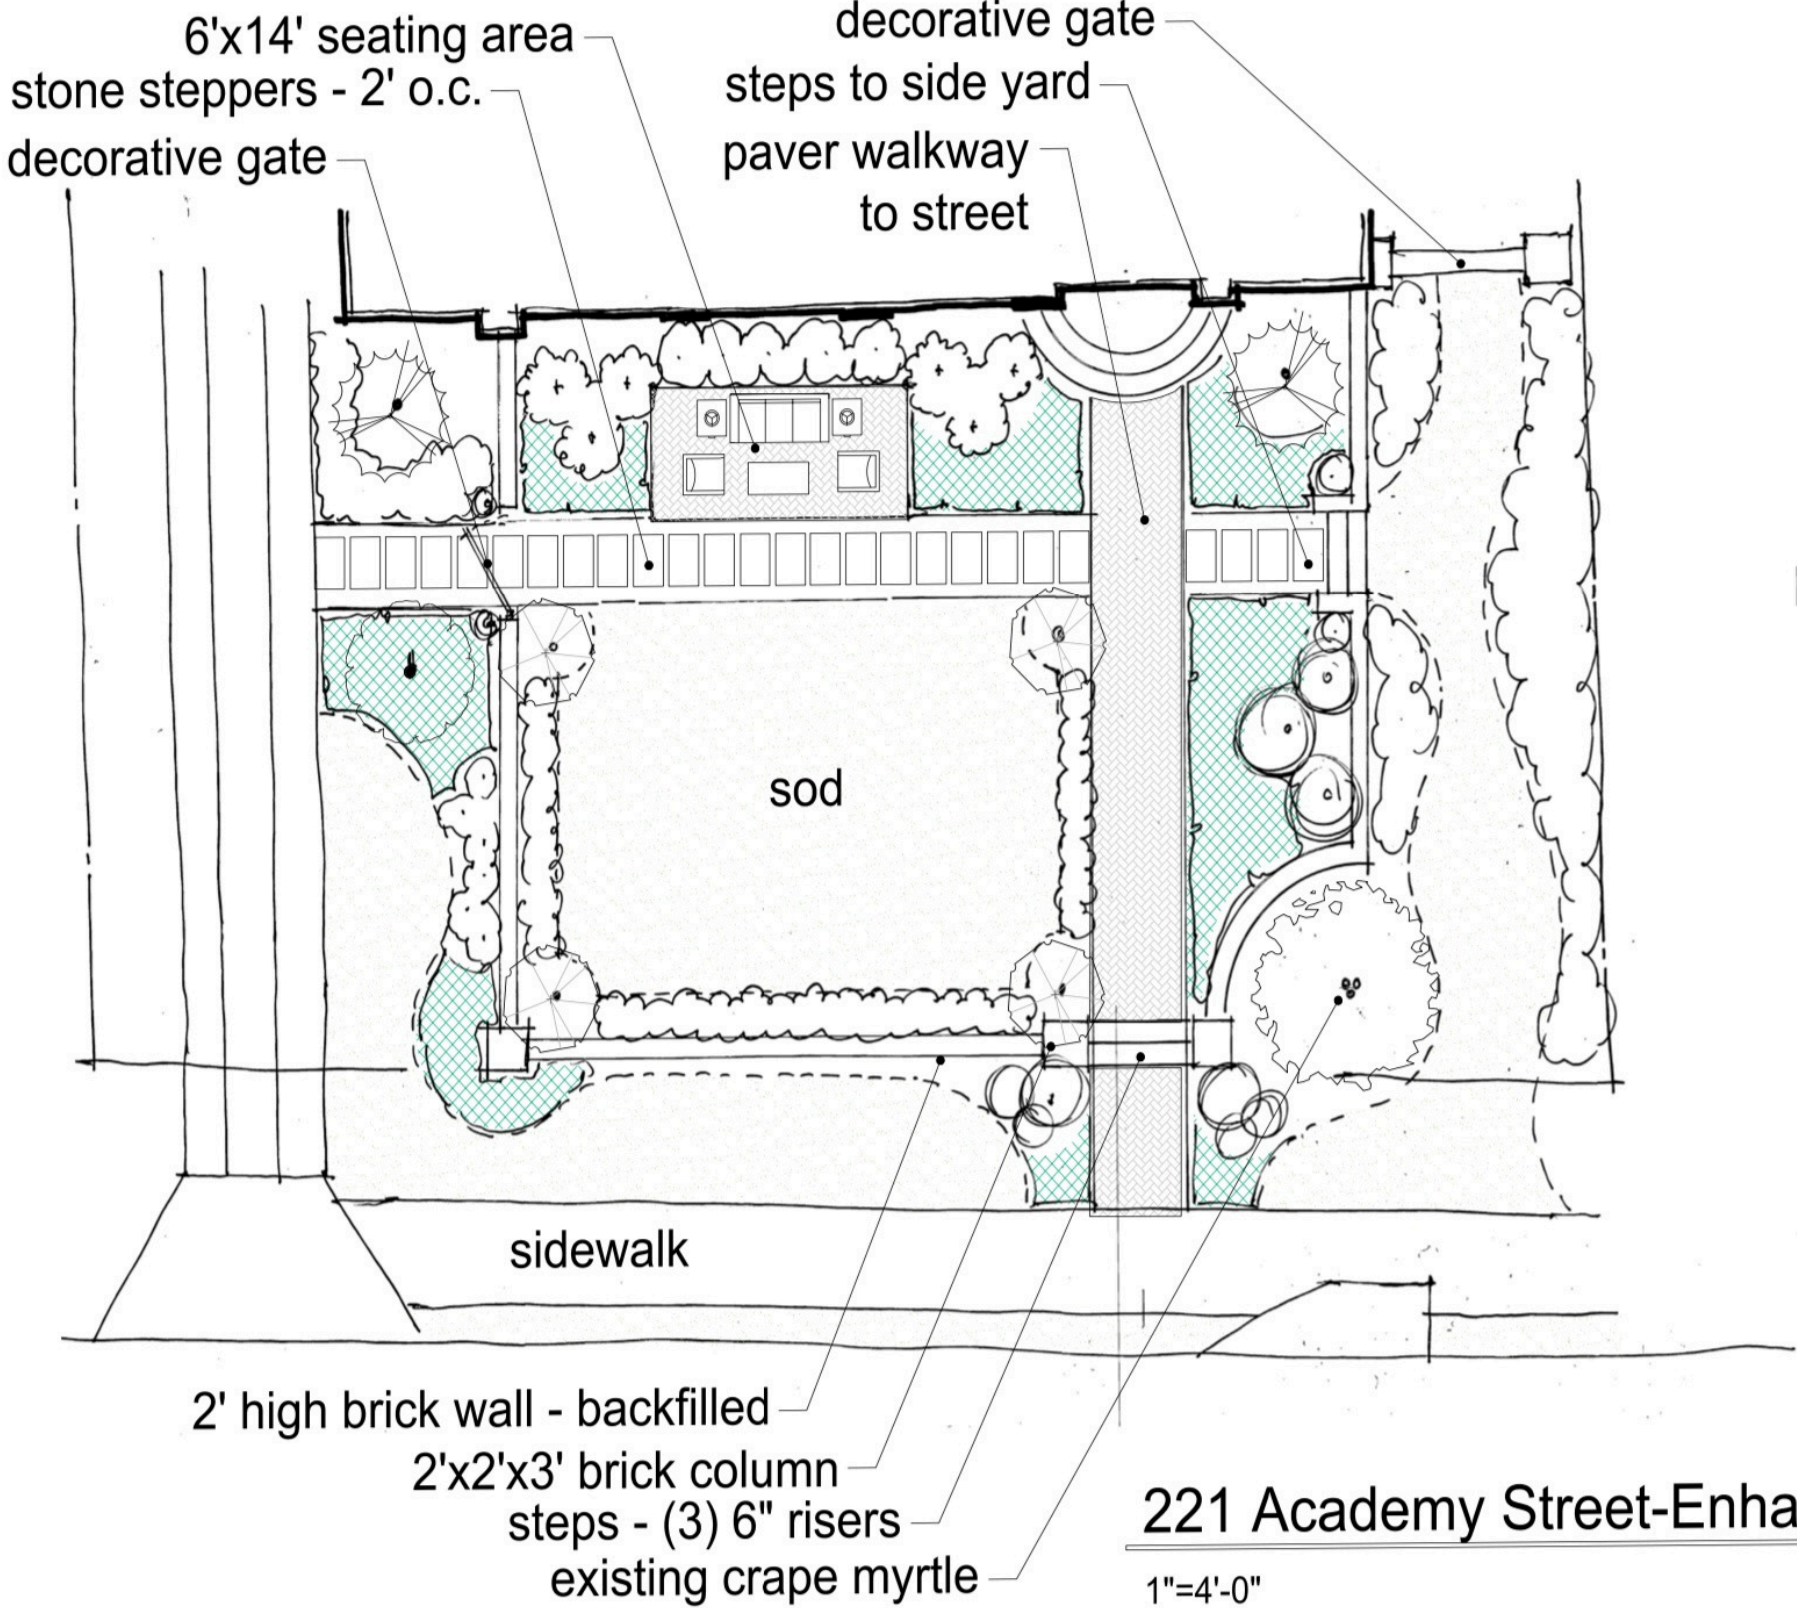 6'x14' seating area
stone steppers - 2' o.c.
decorative gate
decorative gate
steps to side yard
paver walkway
to street
sod
sidewalk
2' high brick wall - backfilled
2'x2'x3' brick column
steps - (3) 6" risers
existing crape myrtle
221 Academy Street-Enha
1"=4'-0"